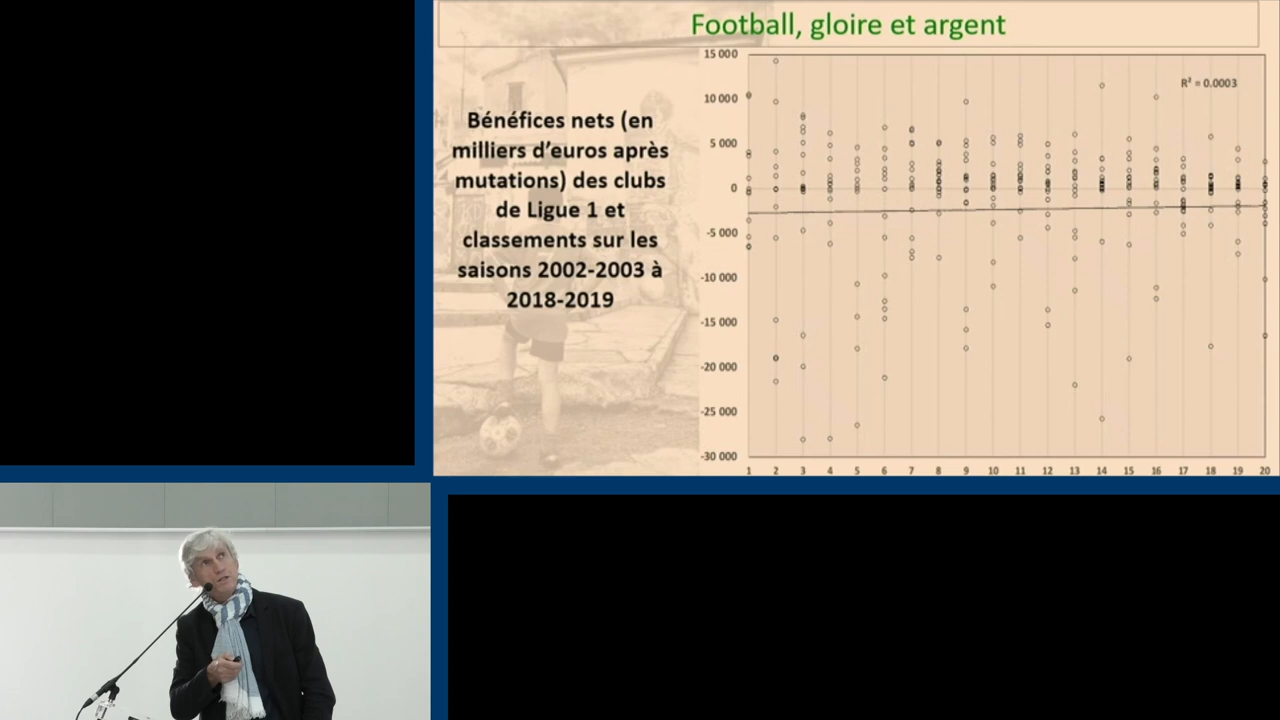 Football, gloire et argent
Bénéfices nets (en
milliers d'euros après
mutations) des clubs
de Ligue 1 et
classements sur les
saisons 2002-2003 à
2018-2019
R² = 0.0003
15 000
10 000
5 000
0
-5 000
-10 000
-15 000
-20 000
-25 000
-30 000
1 2 3 4 5 6 7 8 9 10 11 12 13 14 15 16 17 18 19 20